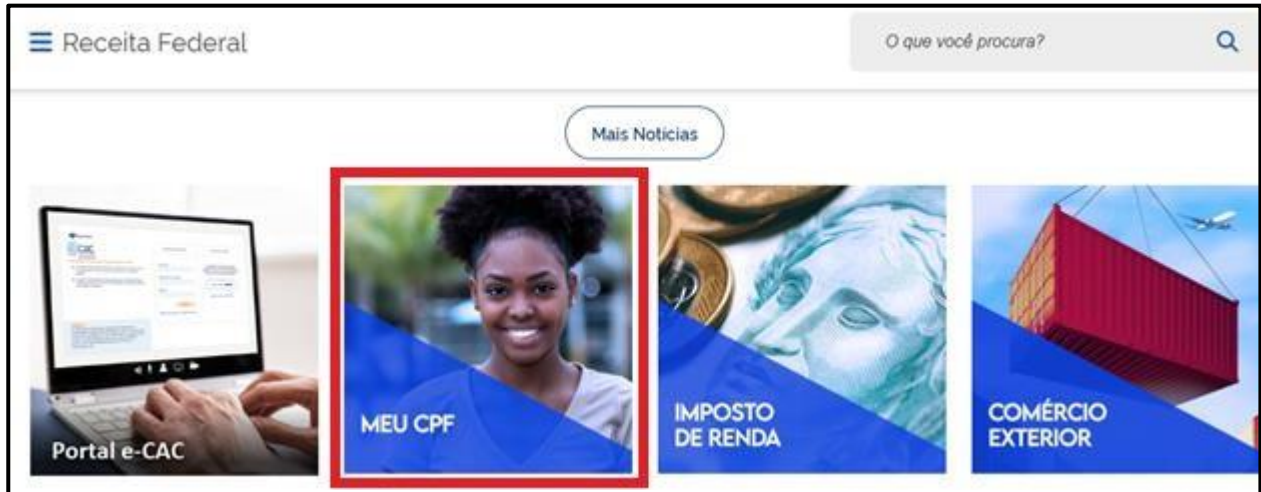 Receita Federal
O que você procura?
Mais Notícias
Portal e-CAC
MEU CPF
IMPOSTO
DE RENDA
COMÉRCIO
EXTERIOR